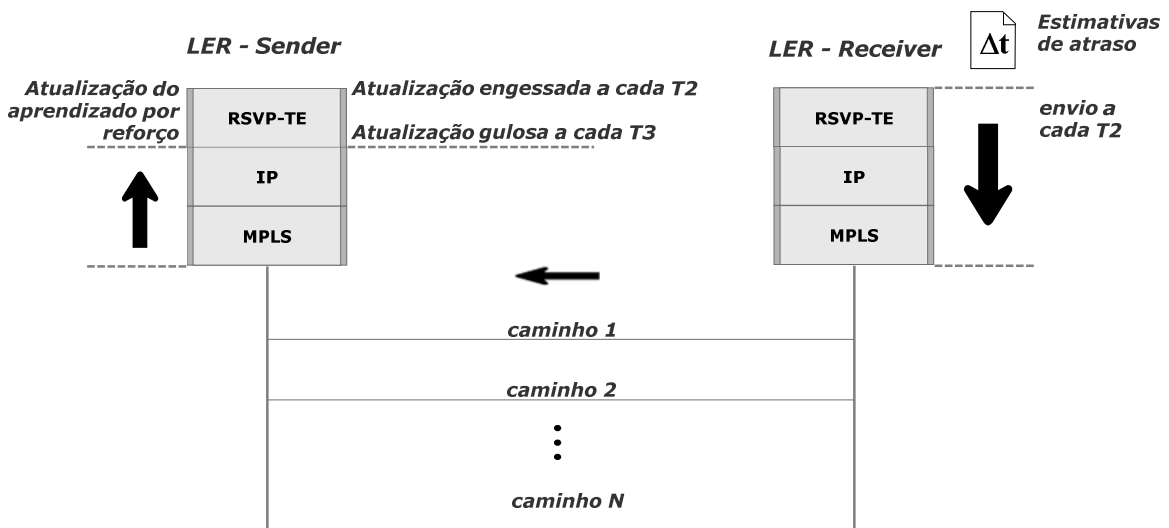 LER - Sender
LER - Receiver
Δt
Estimativas
de atraso
Atualização do
aprendizado por
reforço
RSVP-TE
IP
MPLS
Atualização engessada a cada T2
Atualização gulosa a cada T3
RSVP-TE
IP
MPLS
envio a
cada T2
caminho 1
caminho 2
caminho N